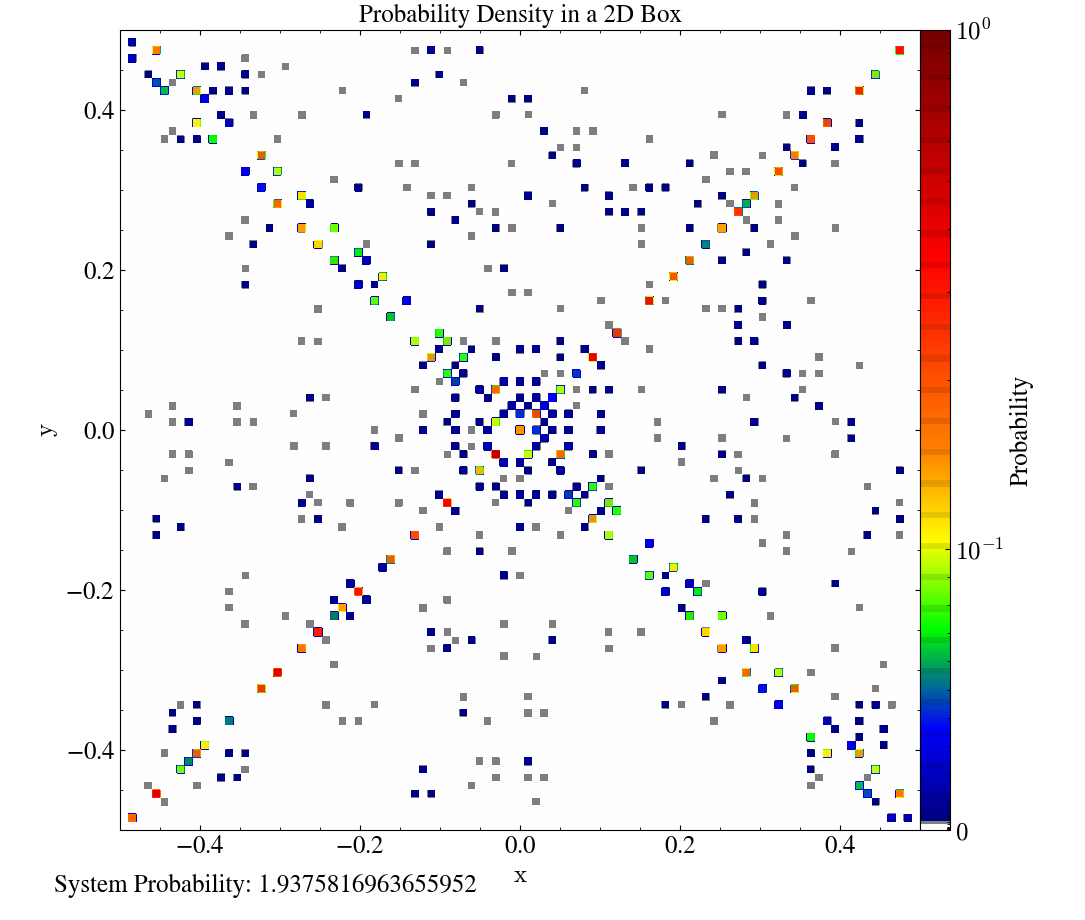 Probability Density in a 2D Box
10^0
0.4
0.2
y
0.0
Probability
10^−1
−0.2
−0.4
0
−0.4 −0.2 0.0 0.2 0.4
x
System Probability: 1.9375816963655952